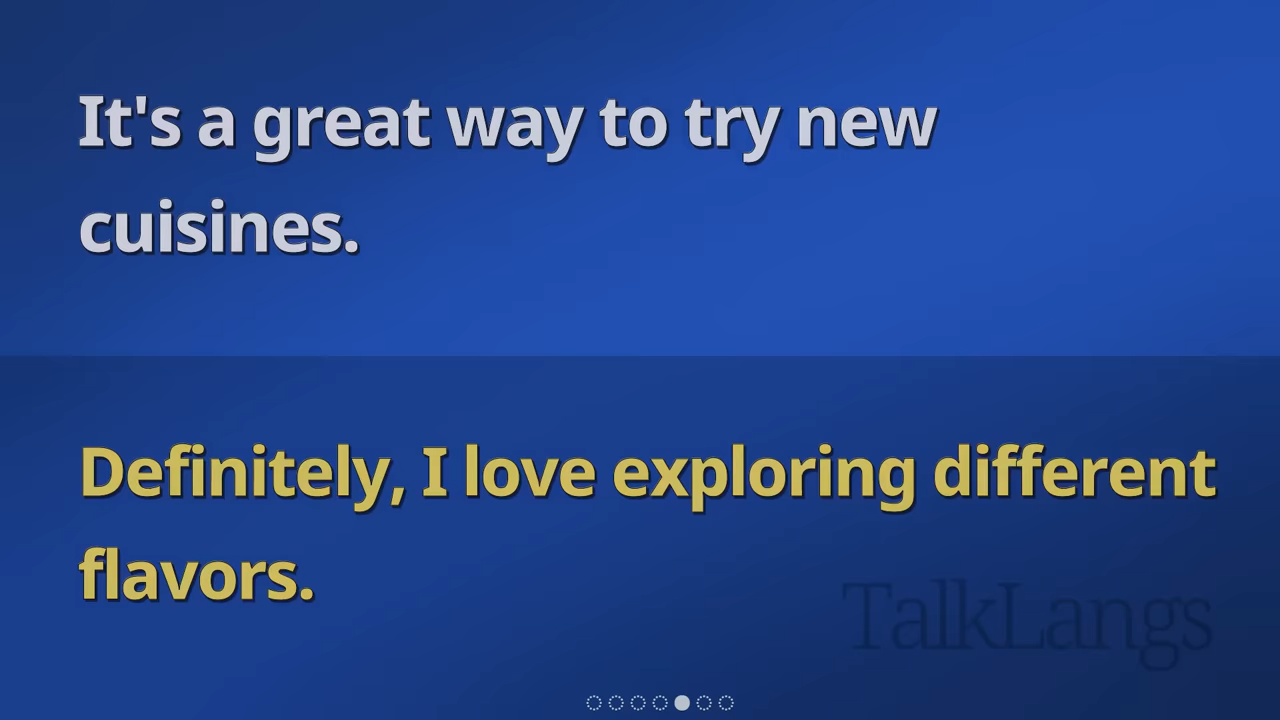 It's a great way to try new
cuisines.
Definitely, I love exploring different
flavors.
TalkLangs